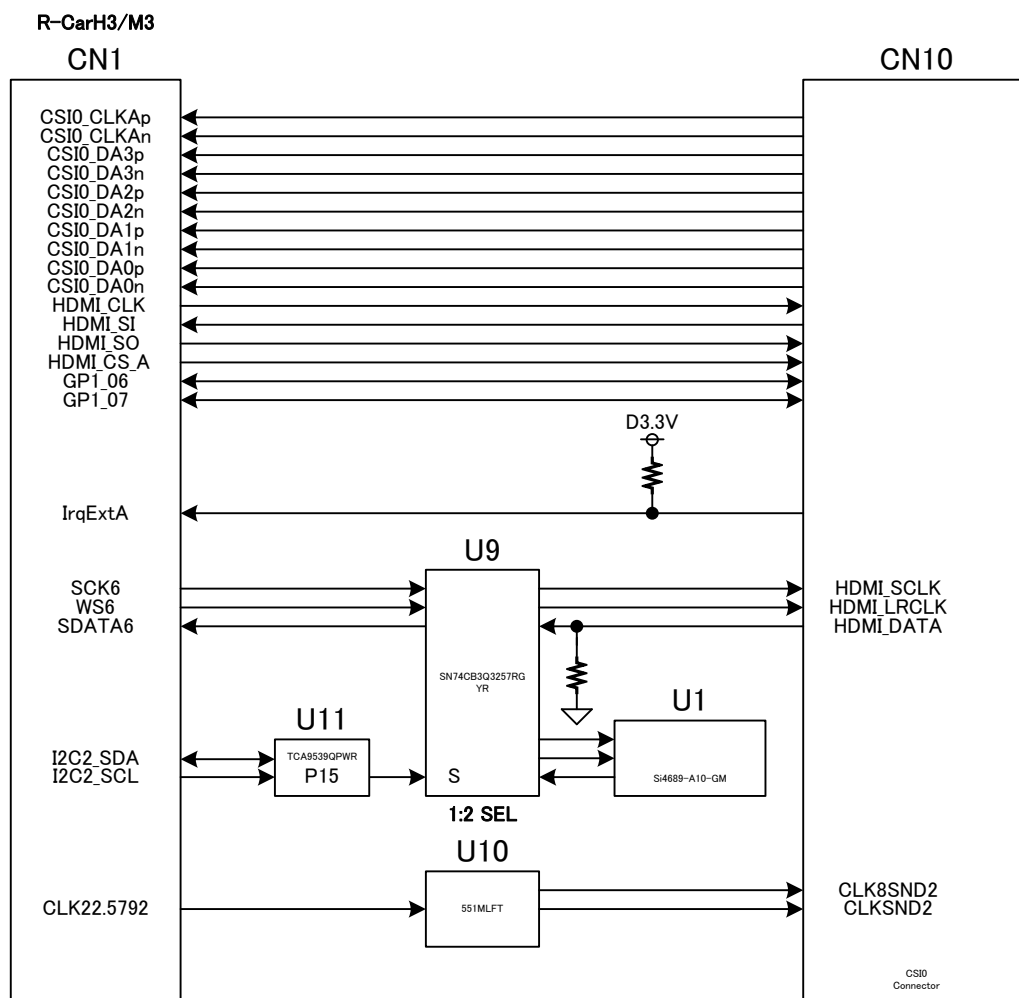 R-CarH3/M3
CN1
CN10
CSI0_CLKAp
CSI0_CLKAn
CSI0_DA3p
CSI0_DA3n
CSI0_DA2p
CSI0_DA2n
CSI0_DA1p
CSI0_DA1n
CSI0_DA0p
CSI0_DA0n
HDMI_CLK
HDMI_SI
HDMI_SO
HDMI_CS_A
GP1_06
GP1_07
D3.3V
IrqExtA
U9
SCK6
WS6
SDATA6
HDMI_SCLK
HDMI_LRCLK
HDMI_DATA
SN74CB3Q3257RG
YR
U11
U1
I2C2_SDA
I2C2_SCL
TCA9539QPWR
P15
S
Si4689-A10-GM
1:2 SEL
U10
CLK22.5792
551MLFT
CLK8SND2
CLKSND2
CSI0
Connector